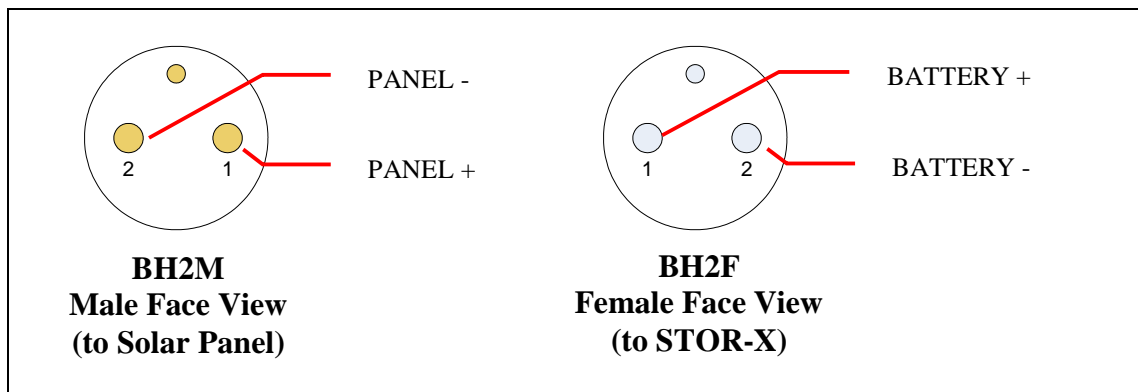 PANEL -
PANEL +
2 1
BH2M
Male Face View
(to Solar Panel)
BATTERY +
BATTERY -
1 2
BH2F
Female Face View
(to STOR-X)